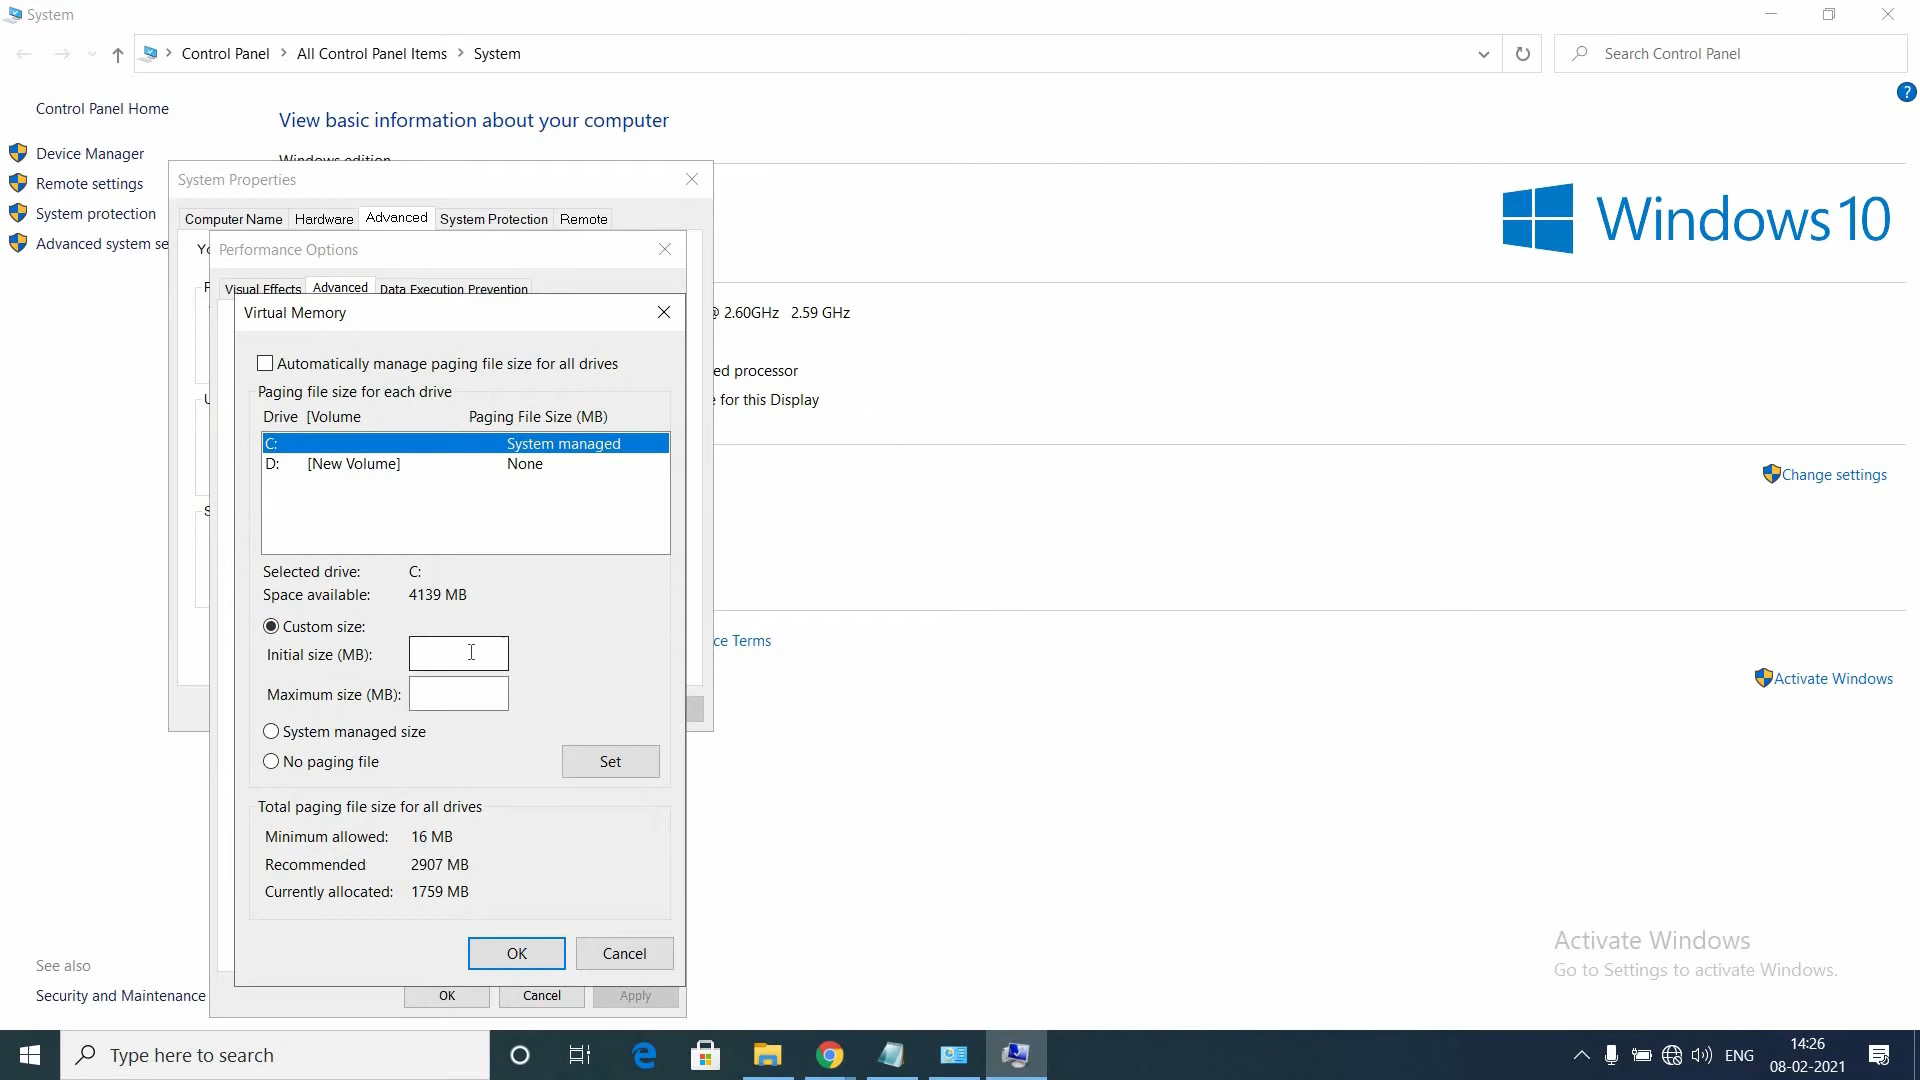 System
Control Panel > All Control Panel Items > System
Search Control Panel
Control Panel Home
Device Manager
Remote settings
System protection
Advanced system se
See also
Security and Maintenance
View basic information about your computer
Windows edition
Windows 10
@ 2.60GHz 2.59 GHz
ed processor
e for this Display
Change settings
ce Terms
Activate Windows
System Properties
Computer Name Hardware Advanced System Protection Remote
Performance Options
Visual Effects Advanced Data Execution Prevention
Virtual Memory
Automatically manage paging file size for all drives
Paging file size for each drive
Drive [Volume Paging File Size (MB)
C: System managed
D: [New Volume] None
Selected drive: C:
Space available: 4139 MB
Custom size:
Initial size (MB):
Maximum size (MB):
System managed size
No paging file
Set
Total paging file size for all drives
Minimum allowed: 16 MB
Recommended 2907 MB
Currently allocated: 1759 MB
OK Cancel
OK Cancel Apply
Activate Windows
Go to Settings to activate Windows.
Type here to search
ENG
14:26
08-02-2021